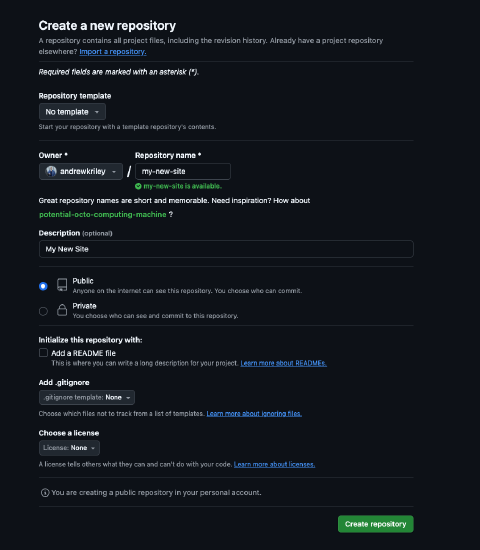 Create a new repository
A repository contains all project files, including the revision history. Already have a project repository
elsewhere? Import a repository.
Required fields are marked with an asterisk (*).
Repository template
No template
Start your repository with a template repository's contents.
Owner * Repository name *
andrewkriley / my-new-site
my-new-site is available.
Great repository names are short and memorable. Need inspiration? How about
potential-octo-computing-machine ?
Description (optional)
My New Site
Public
Anyone on the internet can see this repository. You choose who can commit.
Private
You choose who can see and commit to this repository.
Initialize this repository with:
Add a README file
This is where you can write a long description for your project. Learn more about READMEs.
Add .gitignore
.gitignore template: None
Choose which files not to track from a list of templates. Learn more about ignoring files.
Choose a license
License: None
A license tells others what they can and can't do with your code. Learn more about licenses.
You are creating a public repository in your personal account.
Create repository